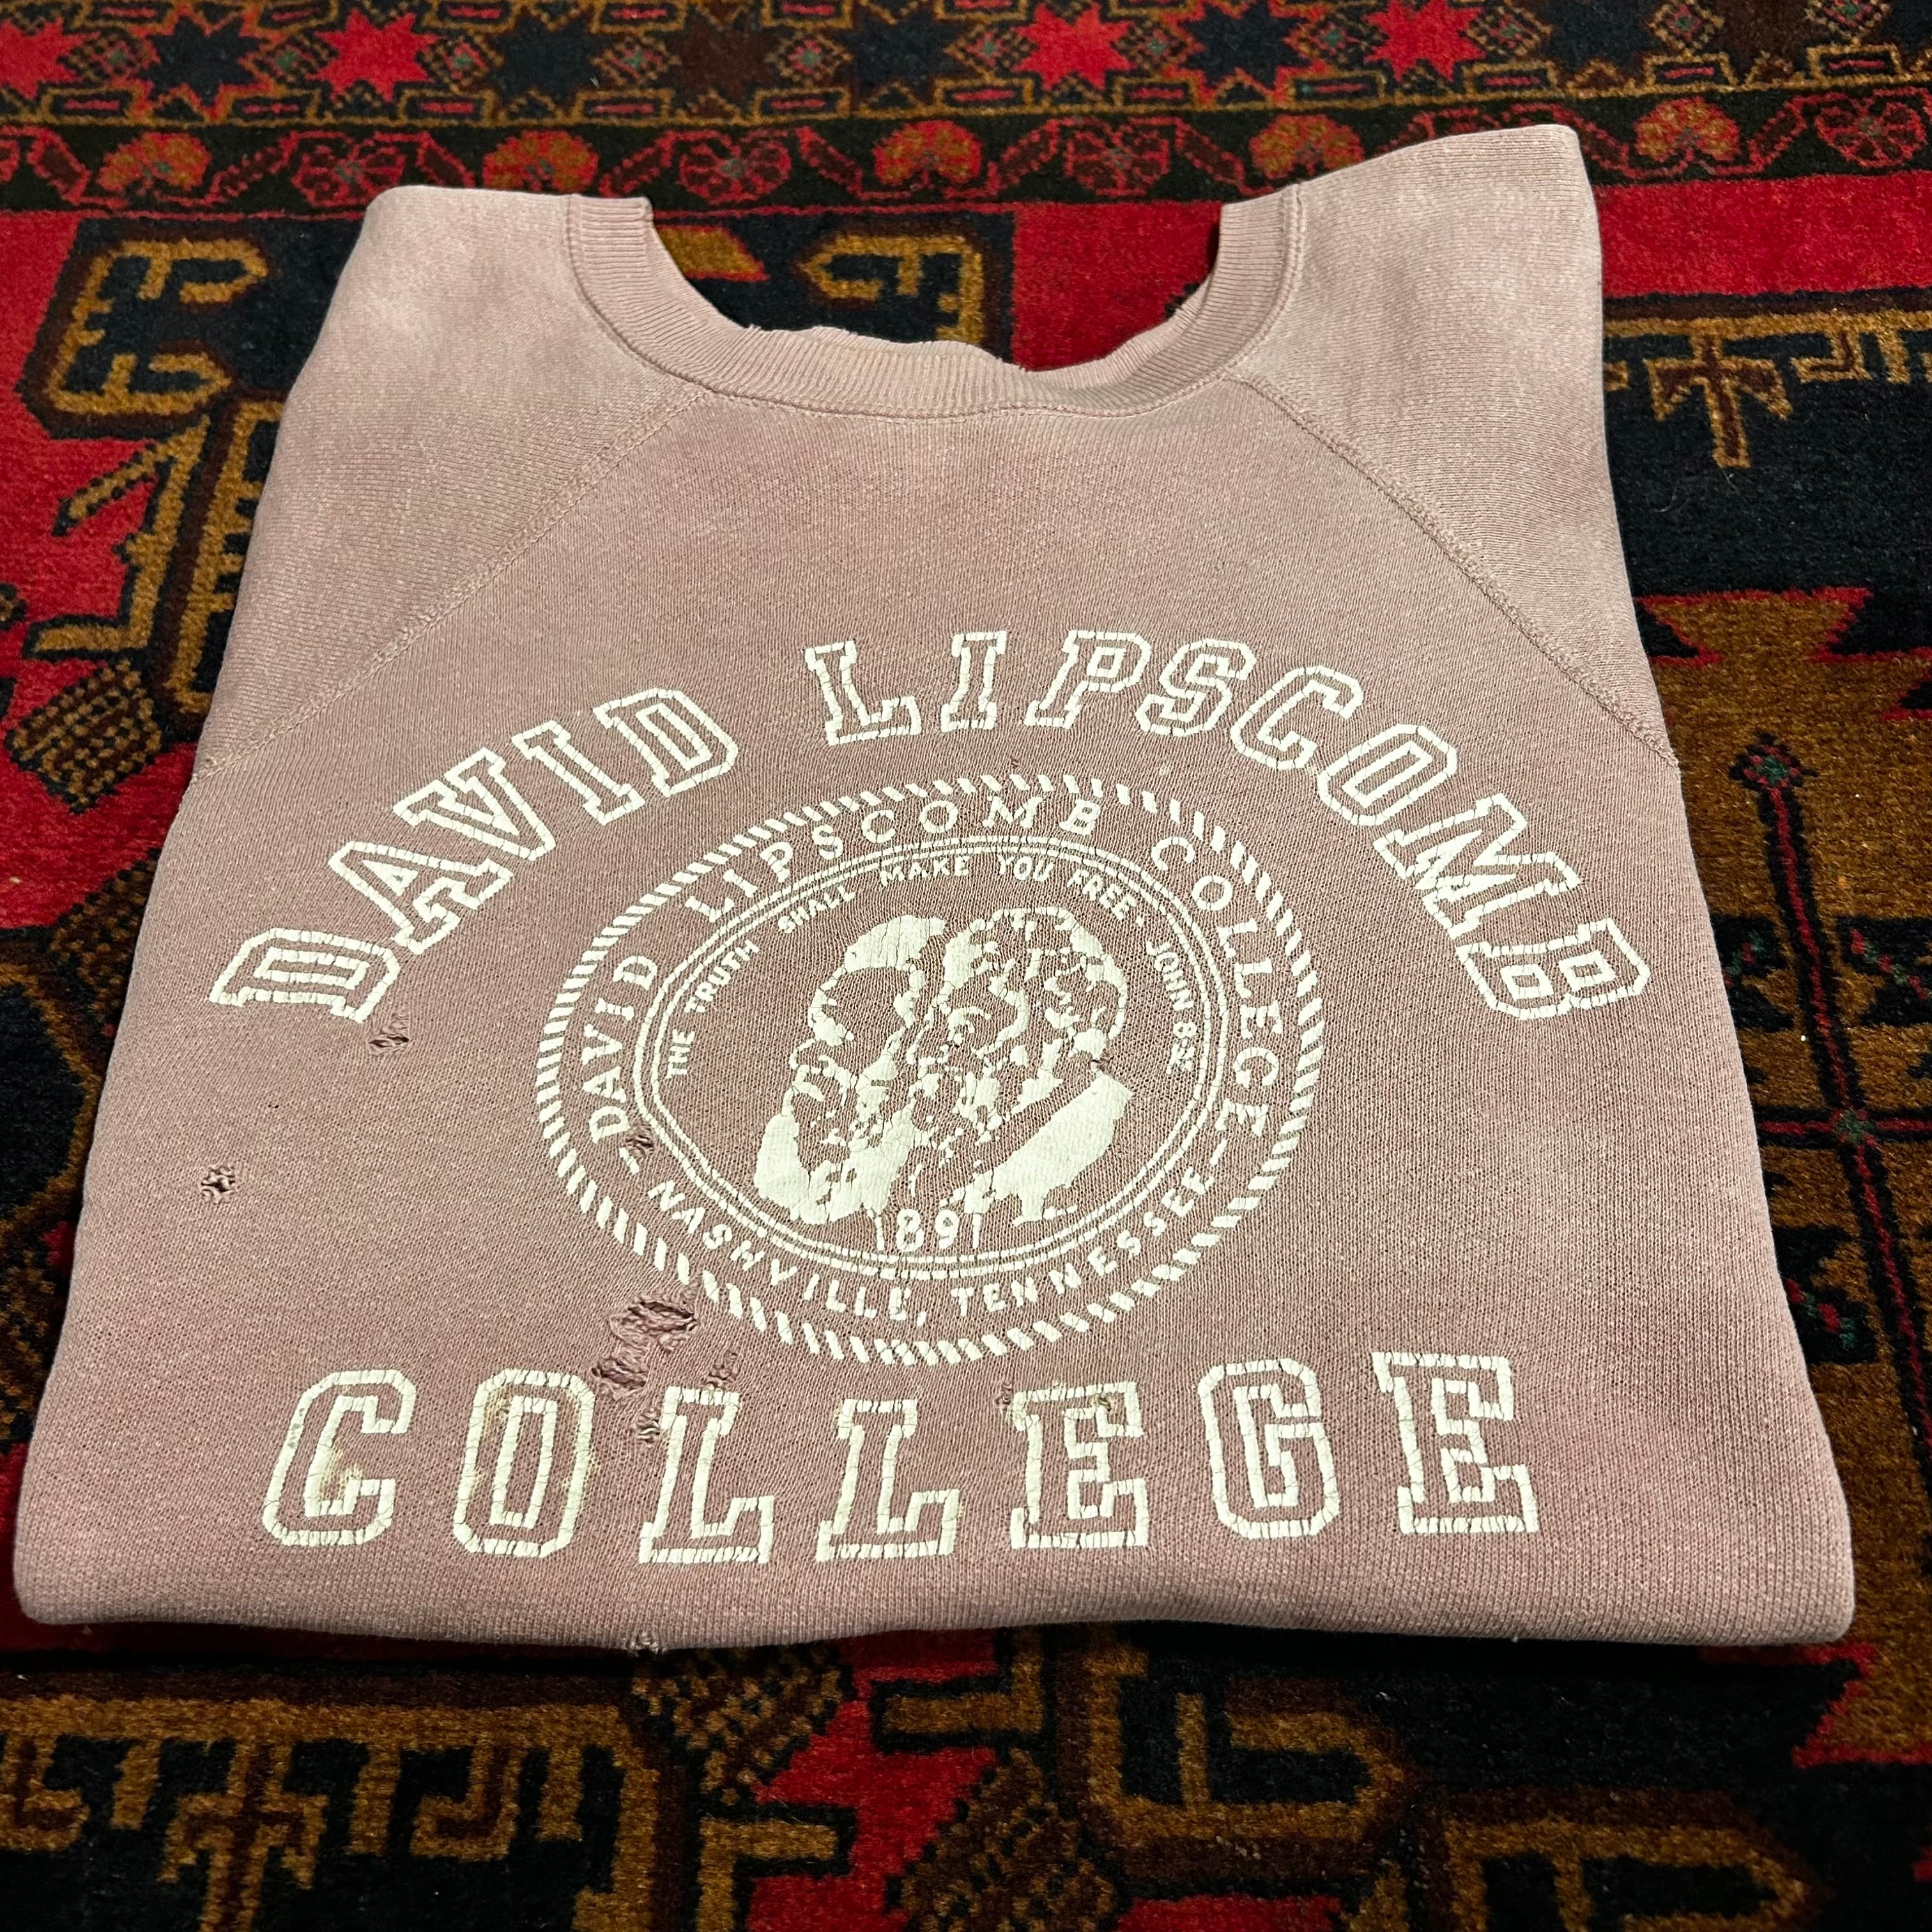 DAVID LIPSCOMB
DAVID LIPSCOMB COLLEGE
THE TRUTH SHALL MAKE YOU FREE. JOHN 8:32
1891
- NASHVILLE, TENNESSEE -
COLLEGE